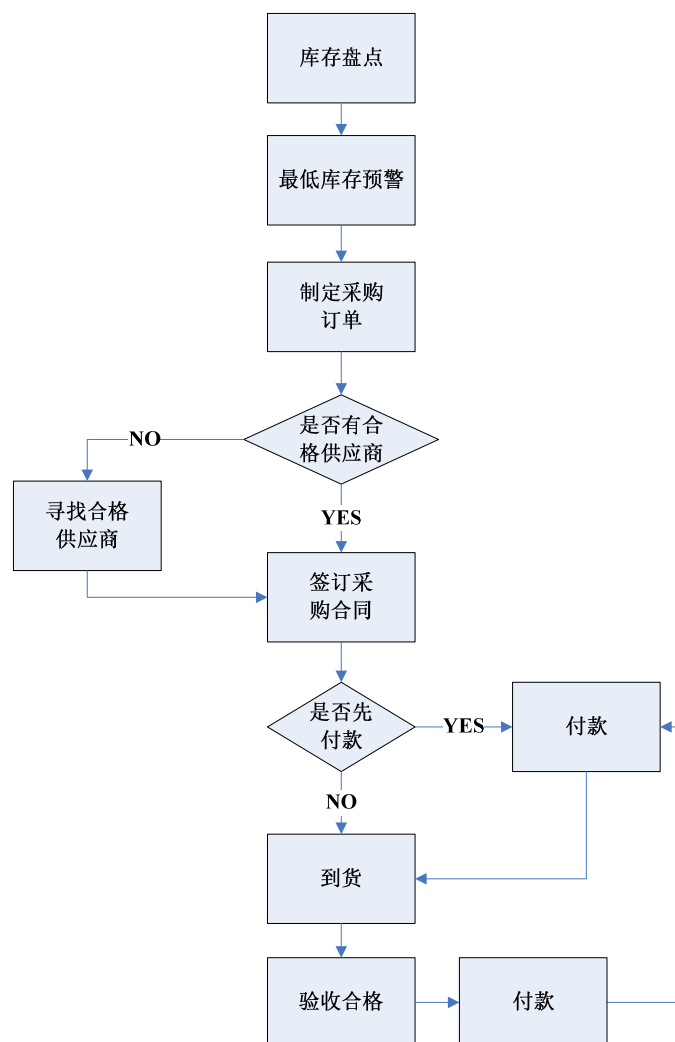 库存盘点
最低库存预警
制定采购
订单
是否有合
格供应商
NO
寻找合格
供应商
YES
签订采
购合同
是否先
付款
YES
付款
NO
到货
验收合格
付款